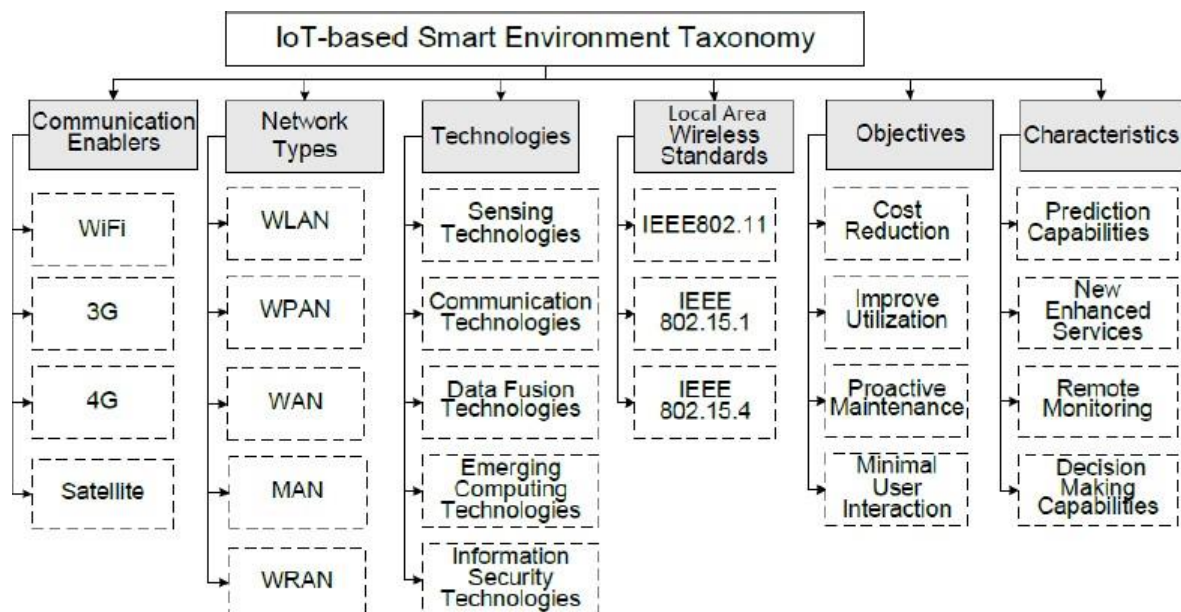 IoT-based Smart Environment Taxonomy
Communication
Enablers
WiFi
3G
4G
Satellite
Network
Types
WLAN
WPAN
WAN
MAN
WRAN
Technologies
Sensing
Technologies
Communication
Technologies
Data Fusion
Technologies
Emerging
Computing
Technologies
Information
Security
Technologies
Local Area
Wireless
Standards
IEEE802.11
IEEE
802.15.1
IEEE
802.15.4
Objectives
Cost
Reduction
Improve
Utilization
Proactive
Maintenance
Minimal
User
Interaction
Characteristics
Prediction
Capabilities
New
Enhanced
Services
Remote
Monitoring
Decision
Making
Capabilities